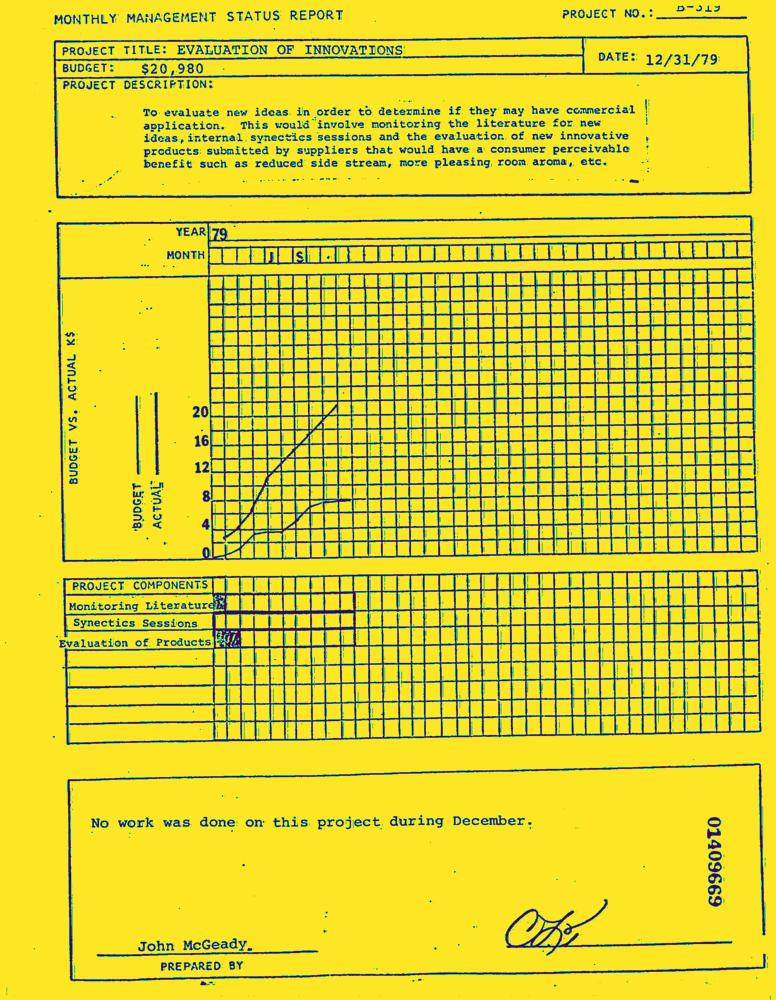 MONTHLY MANAGEMENT STATUS REPORT
PROJECT NO.: B-319
PROJECT TITLE: EVALUATION OF INNOVATIONS
DATE: 12/31/79
BUDGET: $20,980
PROJECT DESCRIPTION:
To evaluate new ideas in order to determine if they may have commercial
application. This would involve monitoring the literature for new
ideas, internal synectics sessions and the evaluation of new innovative
products submitted by suppliers that would have a consumer perceivable
benefit such as reduced side stream, more pleasing room aroma, etc.
YEAR 79
MONTH J S
BUDGET VS. ACTUAL K$
BUDGET
ACTUAL
20
16
12
8
4
0
PROJECT COMPONENTS
Monitoring Literature
Synectics Sessions
Evaluation of Products
No work was done on this project during December.
01409669
John McGeady
PREPARED BY